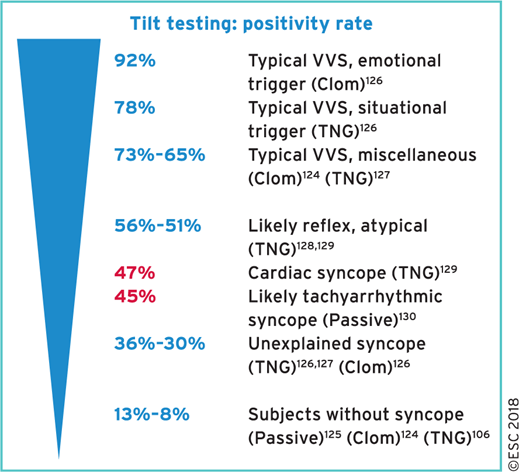 Tilt testing: positivity rate
92% Typical VVS, emotional
trigger (Clom)¹²⁶
78% Typical VVS, situational
trigger (TNG)¹²⁶
73%–65% Typical VVS, miscellaneous
(Clom)¹²⁴ (TNG)¹²⁷
56%–51% Likely reflex, atypical
(TNG)¹²⁸,¹²⁹
47% Cardiac syncope (TNG)¹²⁹
45% Likely tachyarrhythmic
syncope (Passive)¹³⁰
36%–30% Unexplained syncope
(TNG)¹²⁶,¹²⁷ (Clom)¹²⁶
13%–8% Subjects without syncope
(Passive)¹²⁵ (Clom)¹²⁴ (TNG)¹⁰⁶
©ESC 2018